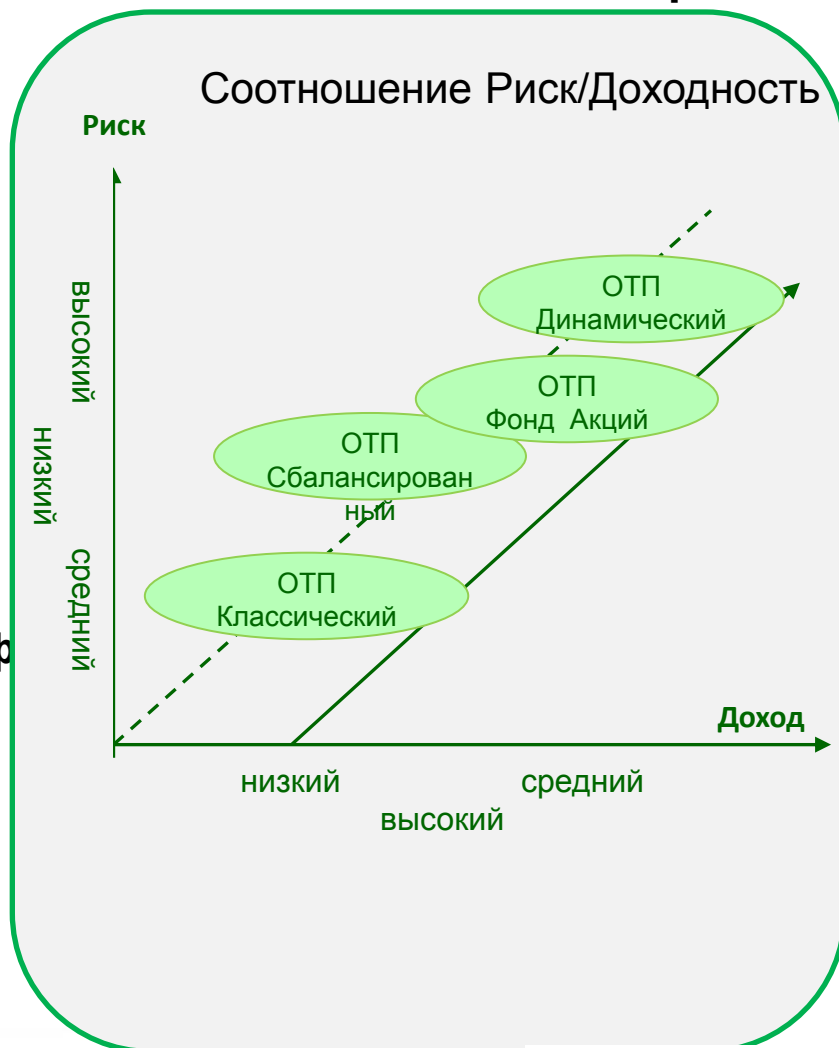 Соотношение Риск/Доходность
Риск
высокий
низкий
средний
ОТП
Динамический
ОТП
Фонд Акций
ОТП
Сбалансирован
ный
ОТП
Классический
Доход
низкий средний
высокий